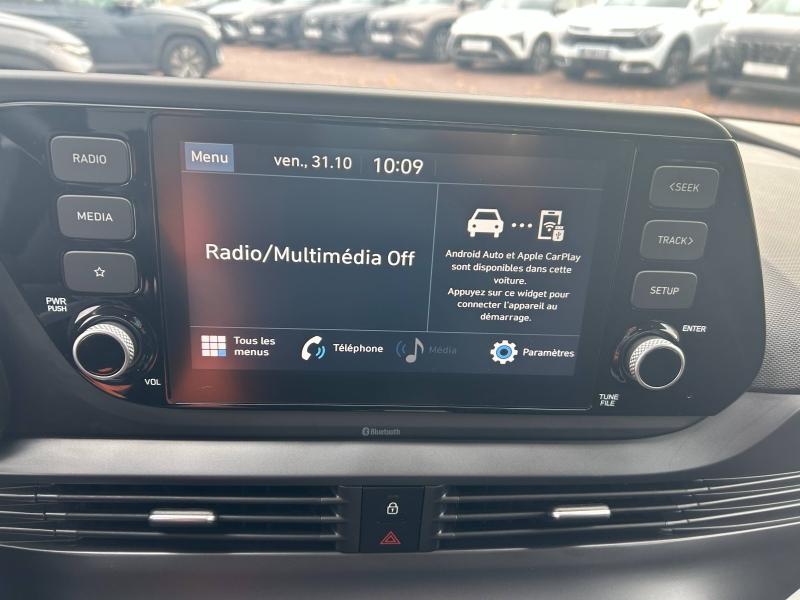 RADIO
MEDIA
PWR
PUSH
VOL
Menu
ven., 31.10
10:09
Radio/Multimédia Off
Android Auto et Apple CarPlay
sont disponibles dans cette
voiture.
Appuyez sur ce widget pour
connecter l'appareil au
démarrage.
Tous les
menus
Téléphone
Média
Paramètres
<SEEK
TRACK>
SETUP
ENTER
TUNE
FILE
Bluetooth